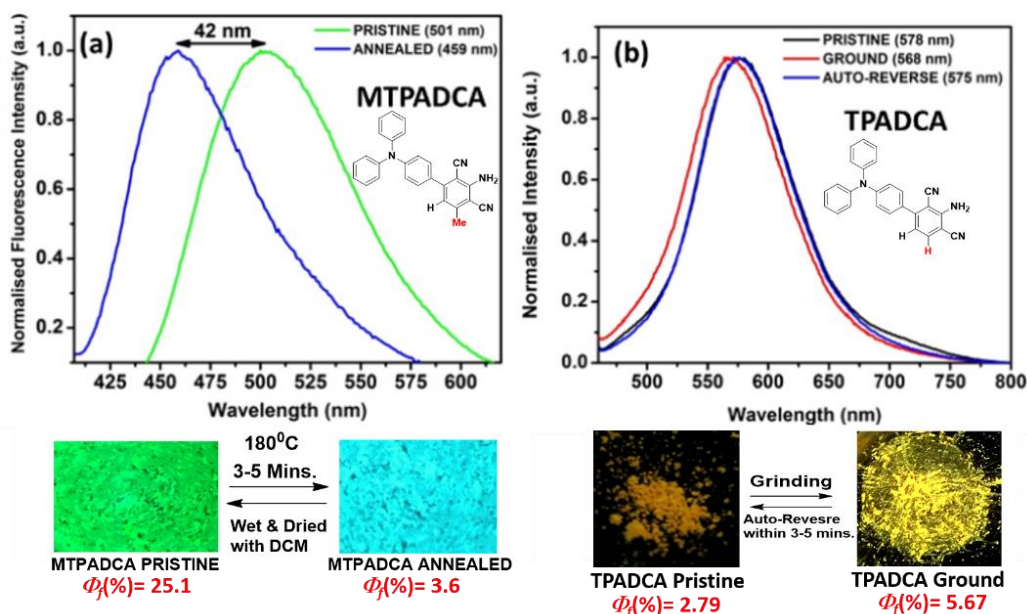 (a)
42 nm
PRISTINE (501 nm)
ANNEALED (459 nm)
MTPADCA
N
CN
NH₂
H
CN
Me
Normalised Fluorescence Intensity (a.u.)
1.0
0.8
0.6
0.4
0.2
425 450 475 500 525 550 575 600
Wavelength (nm)
(b)
PRISTINE (578 nm)
GROUND (568 nm)
AUTO-REVERSE (575 nm)
TPADCA
N
CN
NH₂
H
CN
H
Normalised Intensity (a.u.)
1.0
0.8
0.6
0.4
0.2
0.0
500 550 600 650 700 750 800
Wavelength (nm)
180⁰C
3-5 Mins.
Wet & Dried
with DCM
MTPADCA PRISTINE
Φf(%)= 25.1
MTPADCA ANNEALED
Φf(%)= 3.6
Grinding
Auto-Revesre
within 3-5 mins.
TPADCA Pristine
Φf(%)= 2.79
TPADCA Ground
Φf(%)= 5.67